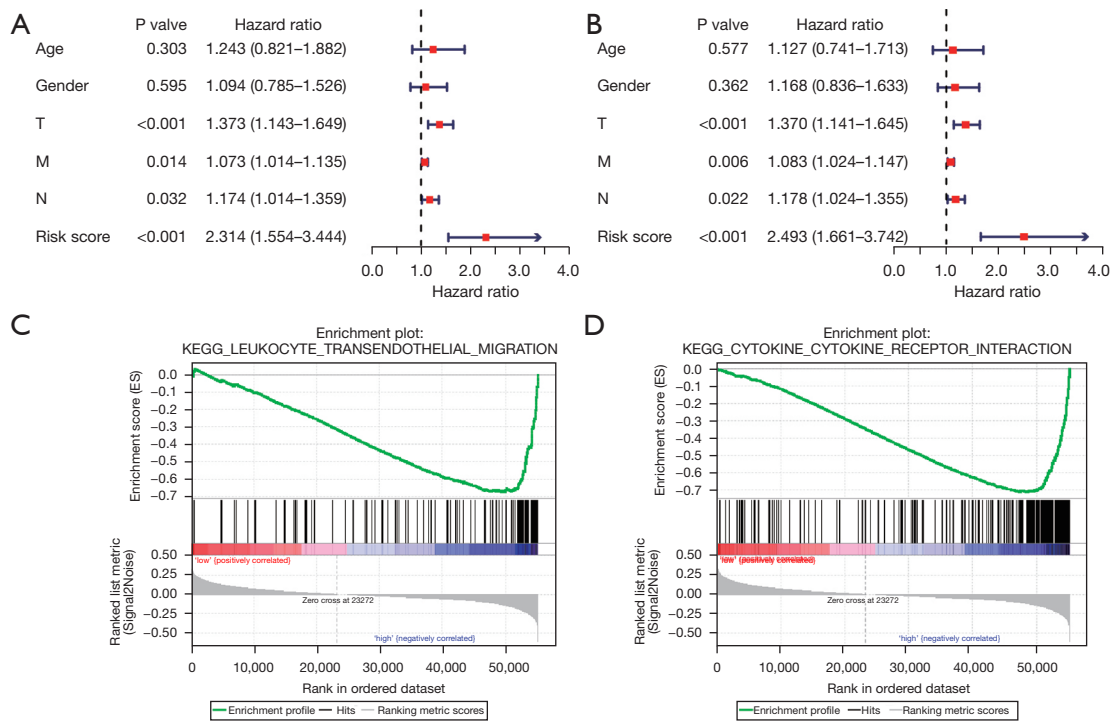 A
P valve Hazard ratio
Age 0.303 1.243 (0.821–1.882)
Gender 0.595 1.094 (0.785–1.526)
T <0.001 1.373 (1.143–1.649)
M 0.014 1.073 (1.014–1.135)
N 0.032 1.174 (1.014–1.359)
Risk score <0.001 2.314 (1.554–3.444)
0.0 1.0 2.0 3.0 4.0
Hazard ratio
B
P valve Hazard ratio
Age 0.577 1.127 (0.741–1.713)
Gender 0.362 1.168 (0.836–1.633)
T <0.001 1.370 (1.141–1.645)
M 0.006 1.083 (1.024–1.147)
N 0.022 1.178 (1.024–1.355)
Risk score <0.001 2.493 (1.661–3.742)
0.0 1.0 2.0 3.0 4.0
Hazard ratio
C
Enrichment plot:
KEGG_LEUKOCYTE_TRANSENDOTHELIAL_MIGRATION
Enrichment score (ES)
0.0
−0.1
−0.2
−0.3
−0.4
−0.5
−0.6
−0.7
Ranked list metric
(Signal2Noise)
0.50
0.25
0.00
−0.25
−0.50
'low' (positively correlated)
Zero cross at 23272
'high' (negatively correlated)
0 10,000 20,000 30,000 40,000 50,000
Rank in ordered dataset
Enrichment profile Hits Ranking metric scores
D
Enrichment plot:
KEGG_CYTOKINE_CYTOKINE_RECEPTOR_INTERACTION
Enrichment score (ES)
0.0
−0.1
−0.2
−0.3
−0.4
−0.5
−0.6
−0.7
Ranked list metric
(Signal2Noise)
0.50
0.25
0.00
−0.25
−0.50
'low' (positively correlated)
Zero cross at 23272
'high' (negatively correlated)
0 10,000 20,000 30,000 40,000 50,000
Rank in ordered dataset
Enrichment profile Hits Ranking metric scores